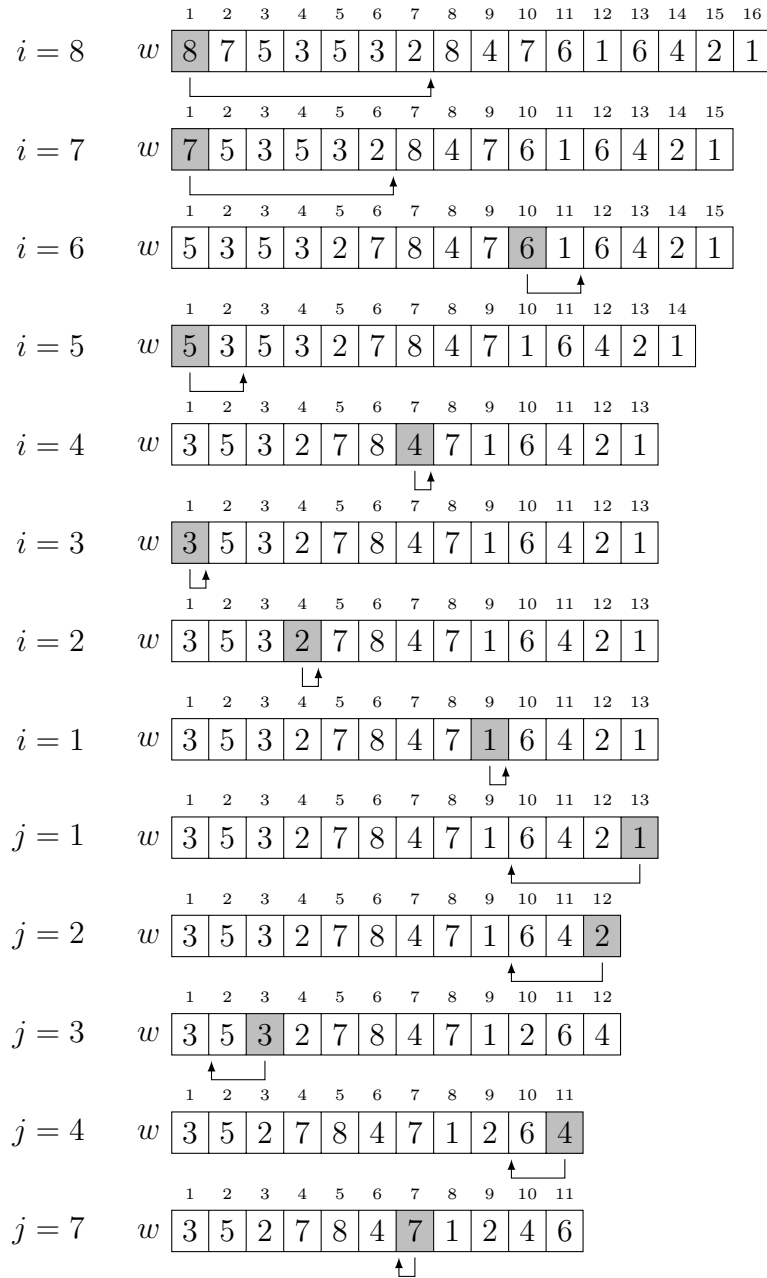 1 2 3 4 5 6 7 8 9 10 11 12 13 14 15 16
i = 8 w 8 7 5 3 5 3 2 8 4 7 6 1 6 4 2 1
1 2 3 4 5 6 7 8 9 10 11 12 13 14 15
i = 7 w 7 5 3 5 3 2 8 4 7 6 1 6 4 2 1
1 2 3 4 5 6 7 8 9 10 11 12 13 14 15
i = 6 w 5 3 5 3 2 7 8 4 7 6 1 6 4 2 1
1 2 3 4 5 6 7 8 9 10 11 12 13 14
i = 5 w 5 3 5 3 2 7 8 4 7 1 6 4 2 1
1 2 3 4 5 6 7 8 9 10 11 12 13
i = 4 w 3 5 3 2 7 8 4 7 1 6 4 2 1
1 2 3 4 5 6 7 8 9 10 11 12 13
i = 3 w 3 5 3 2 7 8 4 7 1 6 4 2 1
1 2 3 4 5 6 7 8 9 10 11 12 13
i = 2 w 3 5 3 2 7 8 4 7 1 6 4 2 1
1 2 3 4 5 6 7 8 9 10 11 12 13
i = 1 w 3 5 3 2 7 8 4 7 1 6 4 2 1
1 2 3 4 5 6 7 8 9 10 11 12 13
j = 1 w 3 5 3 2 7 8 4 7 1 6 4 2 1
1 2 3 4 5 6 7 8 9 10 11 12
j = 2 w 3 5 3 2 7 8 4 7 1 6 4 2
1 2 3 4 5 6 7 8 9 10 11 12
j = 3 w 3 5 3 2 7 8 4 7 1 2 6 4
1 2 3 4 5 6 7 8 9 10 11
j = 4 w 3 5 2 7 8 4 7 1 2 6 4
1 2 3 4 5 6 7 8 9 10 11
j = 7 w 3 5 2 7 8 4 7 1 2 4 6